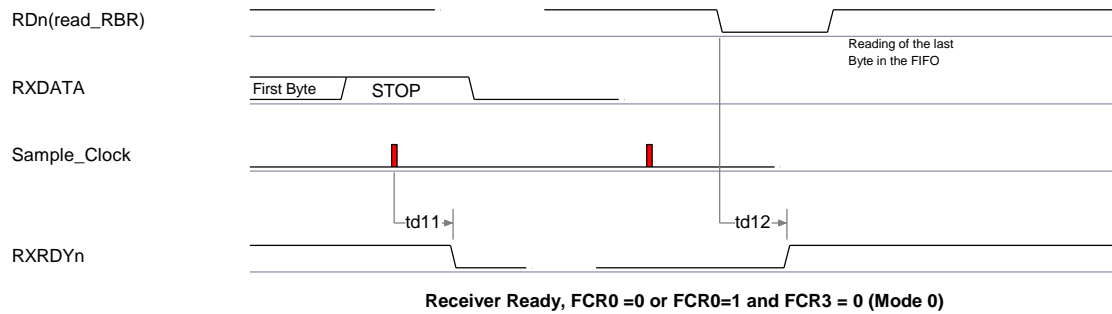 RDn(read_RBR)
Reading of the last
Byte in the FIFO
RXDATA
First Byte
STOP
Sample_Clock
td11
td12
RXRDYn
Receiver Ready, FCR0 =0 or FCR0=1 and FCR3 = 0 (Mode 0)